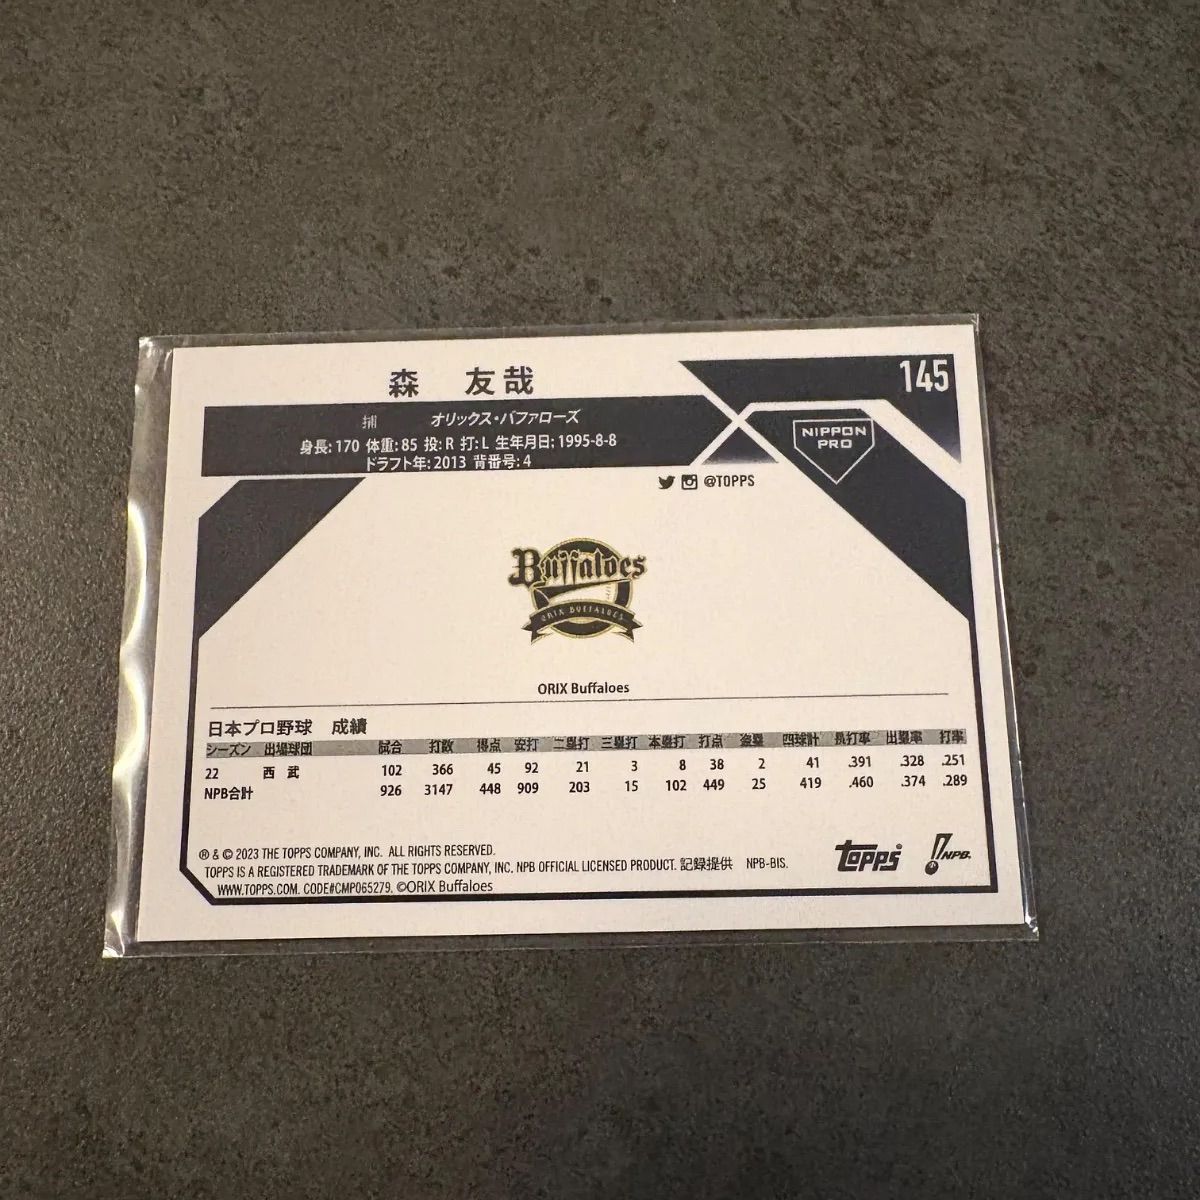 森 友哉
145
捕 オリックス・バファローズ
身長:170 体重:85 投:R 打:L 生年月日:1995-8-8
ドラフト年:2013 背番号:4
NIPPON
PRO
@TOPPS
Buffaloes
ORIX BUFFALOES
ORIX Buffaloes
日本プロ野球 成績
シーズン 出場球団 試合 打数 得点 安打 二塁打 三塁打 本塁打 打点 盗塁 四球計 長打率 出塁率 打率
22 西 武 102 366 45 92 21 3 8 38 2 41 .391 .328 .251
NPB合計 926 3147 448 909 203 15 102 449 25 419 .460 .374 .289
® & © 2023 THE TOPPS COMPANY, INC. ALL RIGHTS RESERVED.
TOPPS IS A REGISTERED TRADEMARK OF THE TOPPS COMPANY, INC. NPB OFFICIAL LICENSED PRODUCT. 記録提供 NPB-BIS.
WWW.TOPPS.COM. CODE#CMP065279. ©ORIX Buffaloes
TOPPS
NPB.